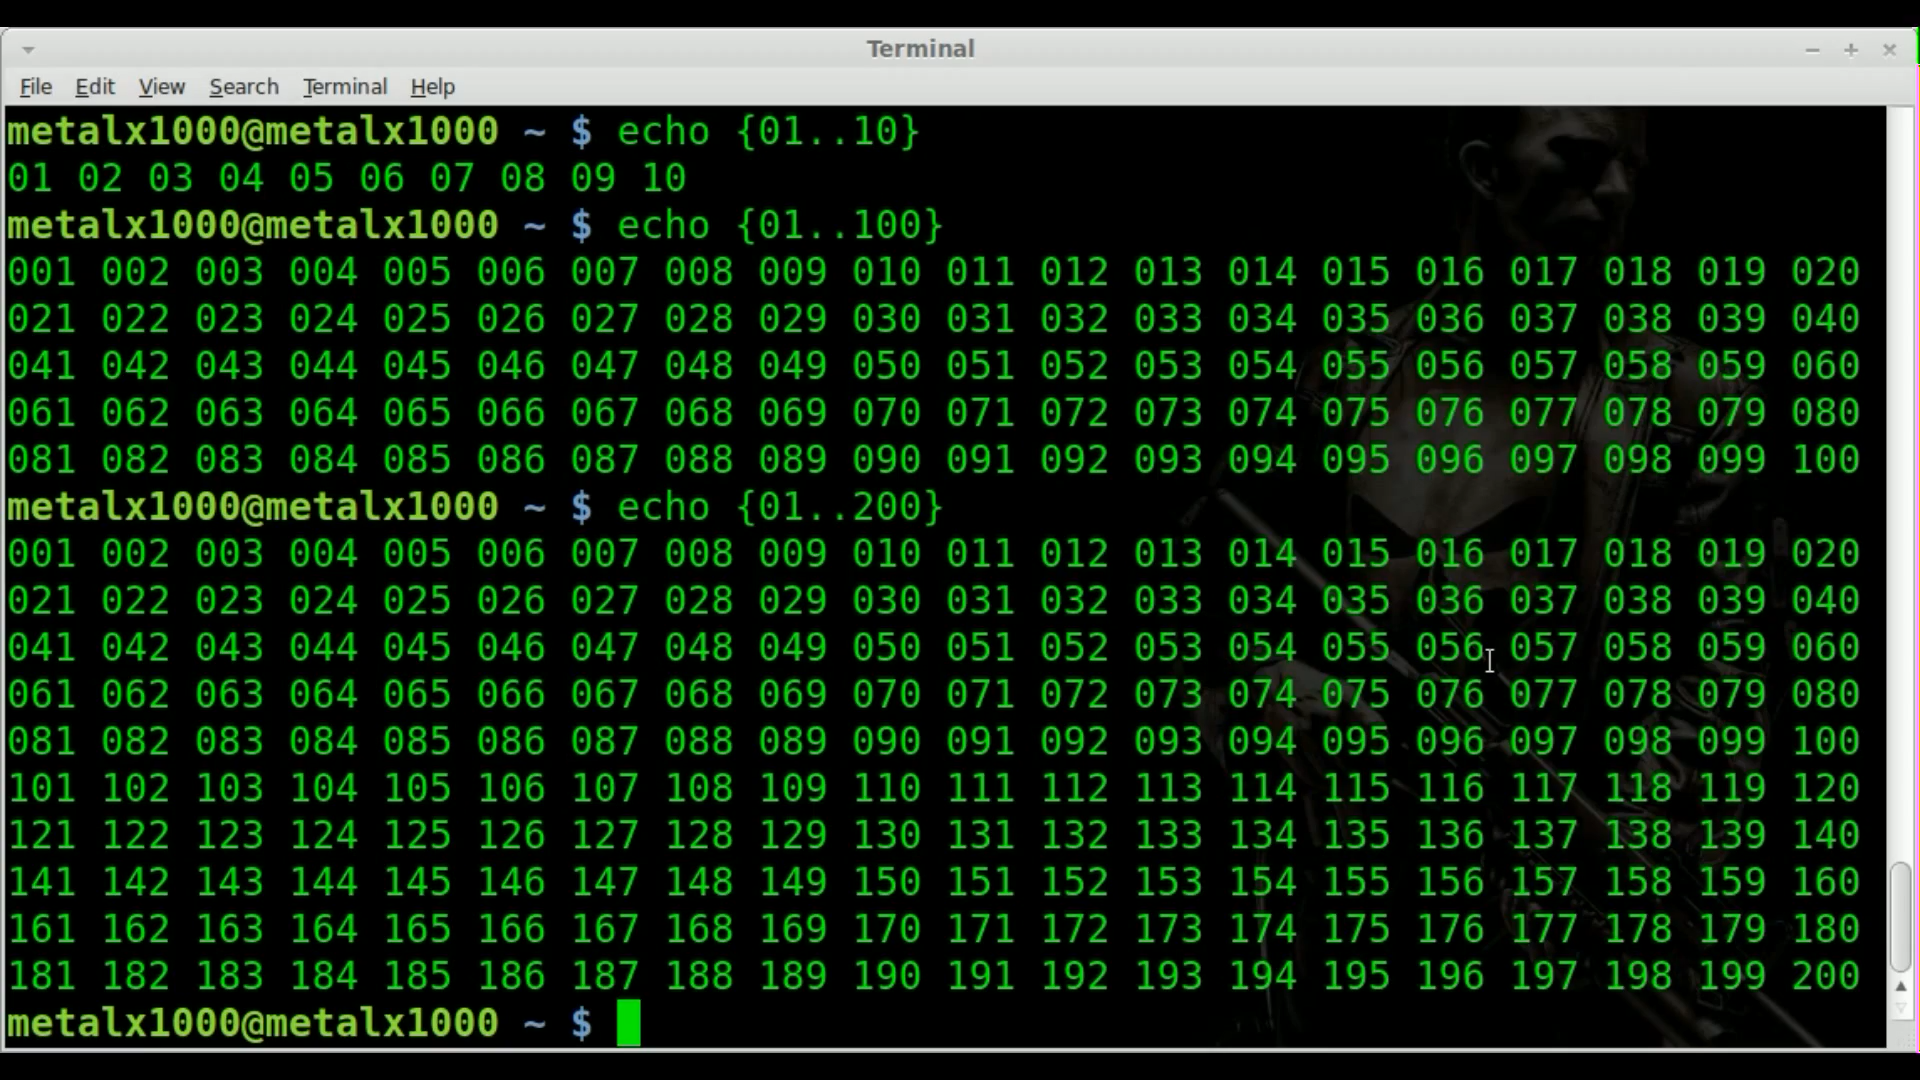 Terminal
File Edit View Search Terminal Help
metalx1000@metalx1000 ~ $ echo {01..10}
01 02 03 04 05 06 07 08 09 10
metalx1000@metalx1000 ~ $ echo {01..100}
001 002 003 004 005 006 007 008 009 010 011 012 013 014 015 016 017 018 019 020
021 022 023 024 025 026 027 028 029 030 031 032 033 034 035 036 037 038 039 040
041 042 043 044 045 046 047 048 049 050 051 052 053 054 055 056 057 058 059 060
061 062 063 064 065 066 067 068 069 070 071 072 073 074 075 076 077 078 079 080
081 082 083 084 085 086 087 088 089 090 091 092 093 094 095 096 097 098 099 100
metalx1000@metalx1000 ~ $ echo {01..200}
001 002 003 004 005 006 007 008 009 010 011 012 013 014 015 016 017 018 019 020
021 022 023 024 025 026 027 028 029 030 031 032 033 034 035 036 037 038 039 040
041 042 043 044 045 046 047 048 049 050 051 052 053 054 055 056 057 058 059 060
061 062 063 064 065 066 067 068 069 070 071 072 073 074 075 076 077 078 079 080
081 082 083 084 085 086 087 088 089 090 091 092 093 094 095 096 097 098 099 100
101 102 103 104 105 106 107 108 109 110 111 112 113 114 115 116 117 118 119 120
121 122 123 124 125 126 127 128 129 130 131 132 133 134 135 136 137 138 139 140
141 142 143 144 145 146 147 148 149 150 151 152 153 154 155 156 157 158 159 160
161 162 163 164 165 166 167 168 169 170 171 172 173 174 175 176 177 178 179 180
181 182 183 184 185 186 187 188 189 190 191 192 193 194 195 196 197 198 199 200
metalx1000@metalx1000 ~ $